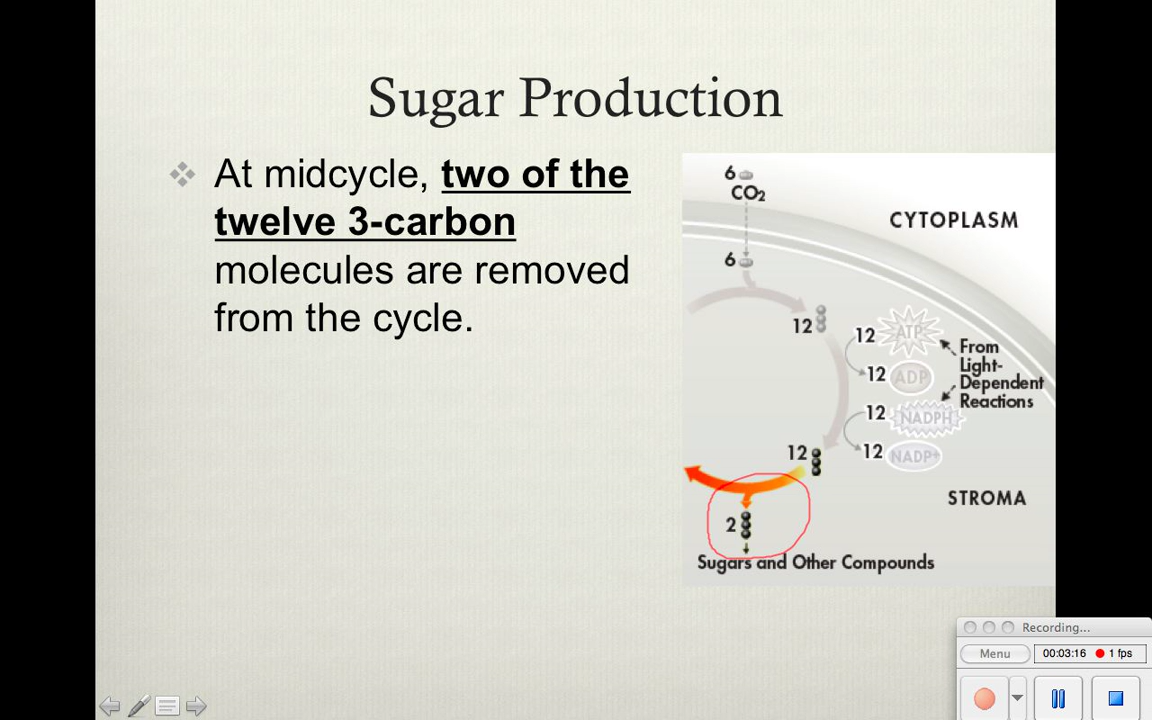 Sugar Production
At midcycle, two of the
twelve 3-carbon
molecules are removed
from the cycle.
6
CO2
CYTOPLASM
6
12
12 ATP
From
Light-
Dependent
Reactions
12 ADP
12 NADPH
12 NADP+
12
STROMA
2
Sugars and Other Compounds
Recording...
Menu
00:03:16
1 fps